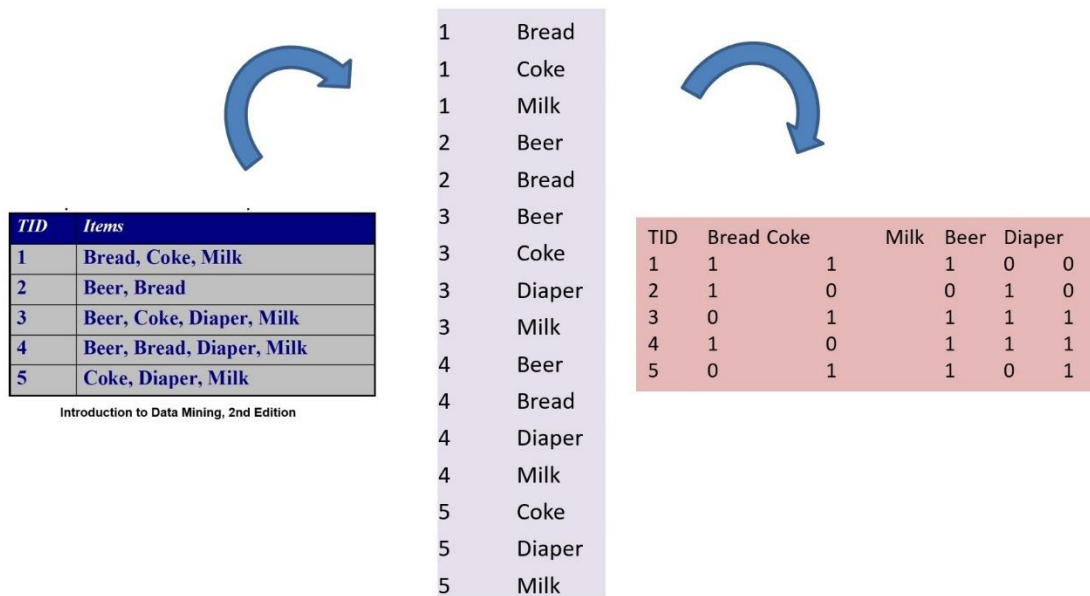 TID Items
1 Bread, Coke, Milk
2 Beer, Bread
3 Beer, Coke, Diaper, Milk
4 Beer, Bread, Diaper, Milk
5 Coke, Diaper, Milk
Introduction to Data Mining, 2nd Edition
1 Bread
1 Coke
1 Milk
2 Beer
2 Bread
3 Beer
3 Coke
3 Diaper
3 Milk
4 Beer
4 Bread
4 Diaper
4 Milk
5 Coke
5 Diaper
5 Milk
TID Bread Coke Milk Beer Diaper
1 1 1 1 0 0
2 1 0 0 1 0
3 0 1 1 1 1
4 1 0 1 1 1
5 0 1 1 0 1